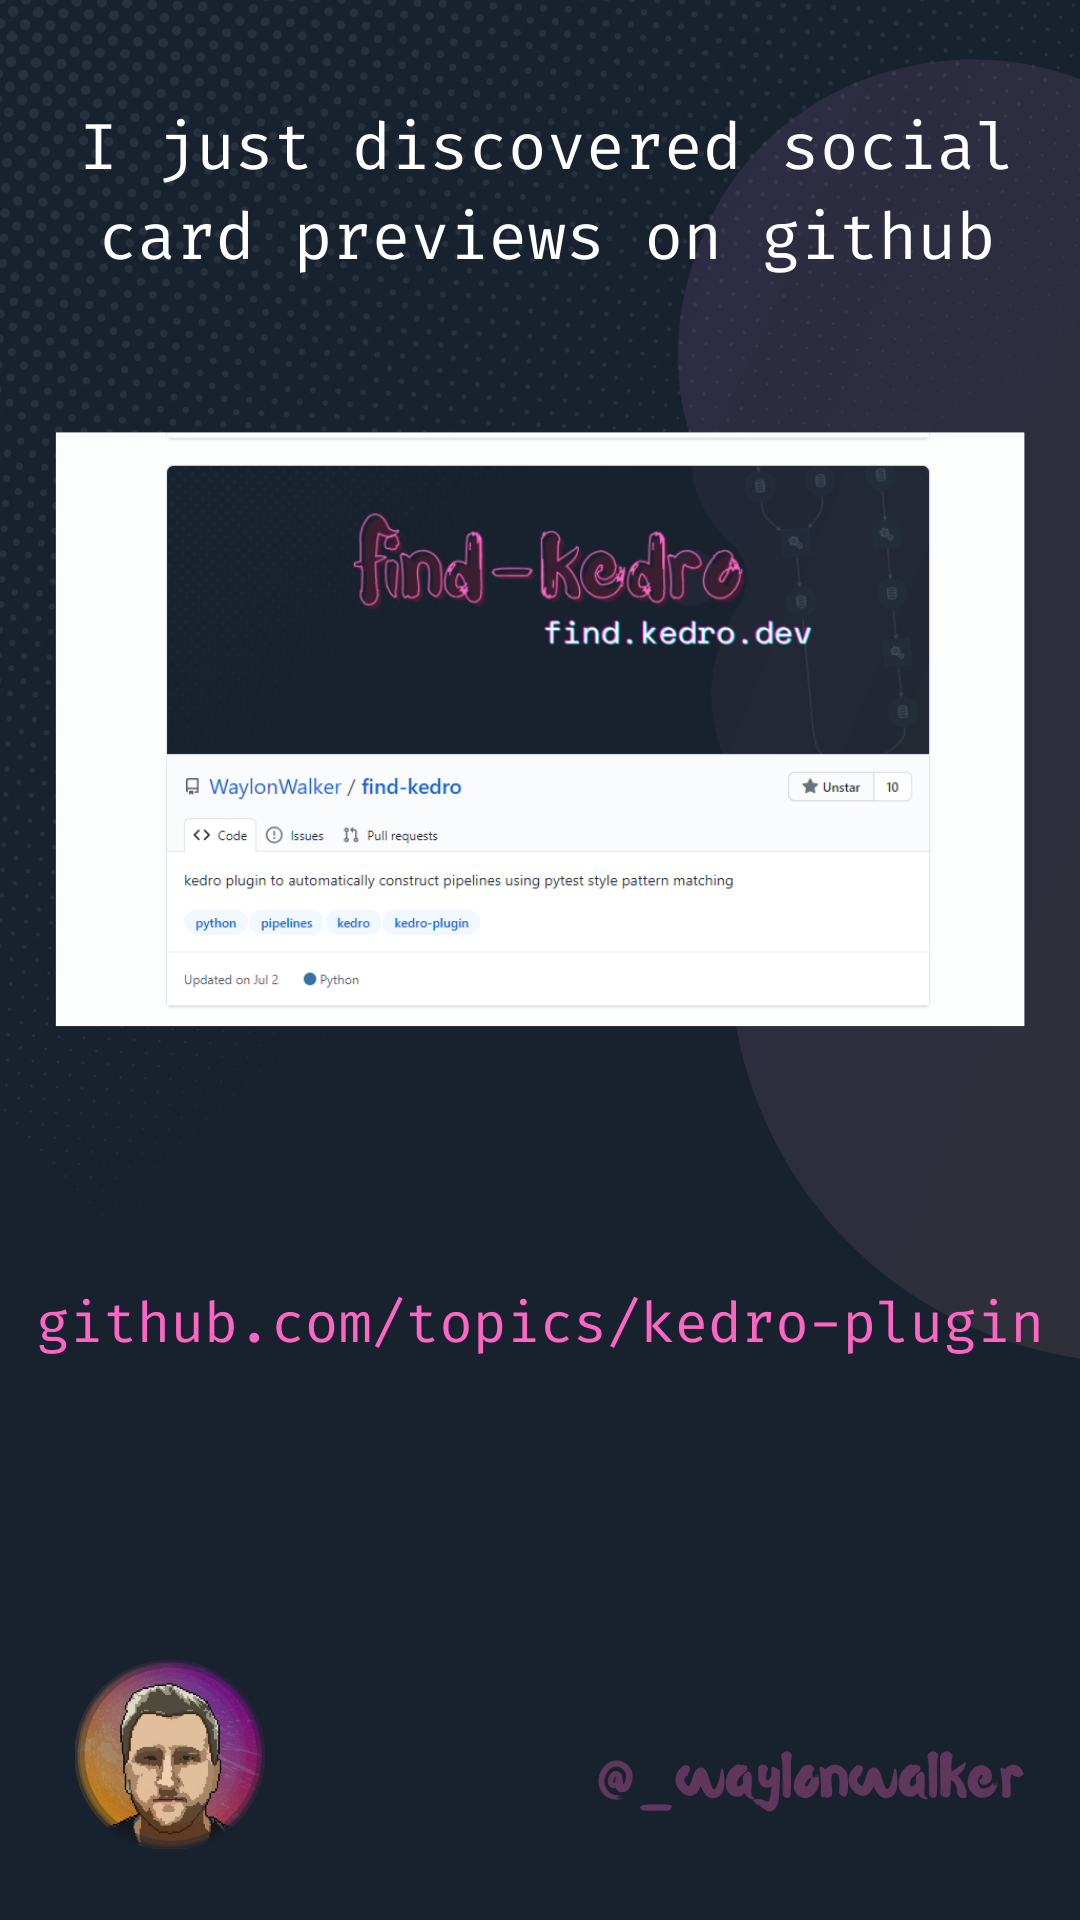 I just discovered social
card previews on github
find-kedro
find.kedro.dev
WaylonWalker / find-kedro
Unstar 10
Code Issues Pull requests
kedro plugin to automatically construct pipelines using pytest style pattern matching
python pipelines kedro kedro-plugin
Updated on Jul 2 Python
github.com/topics/kedro-plugin
@_waylonwalker